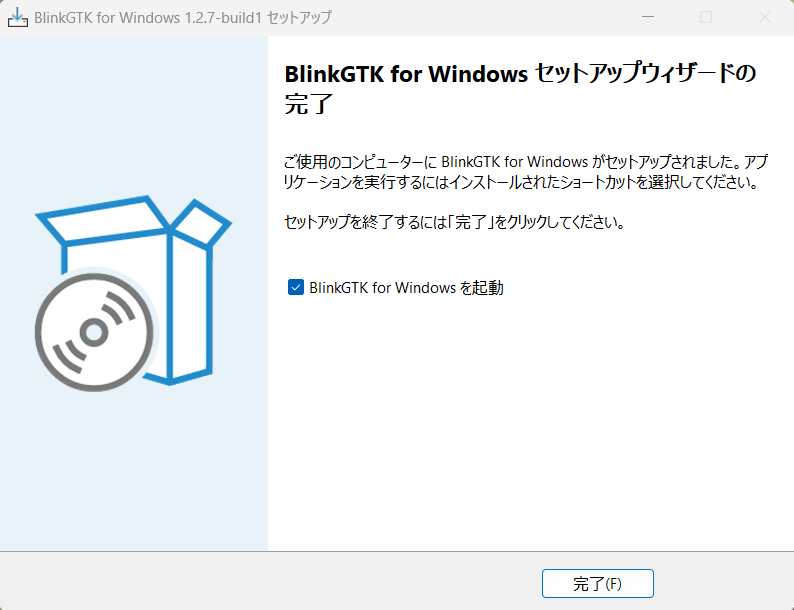 BlinkGTK for Windows 1.2.7-build1 セットアップ
BlinkGTK for Windows セットアップウィザードの
完了
ご使用のコンピューターに BlinkGTK for Windows がセットアップされました。アプ
リケーションを実行するにはインストールされたショートカットを選択してください。
セットアップを終了するには「完了」をクリックしてください。
BlinkGTK for Windows を起動
完了(F)